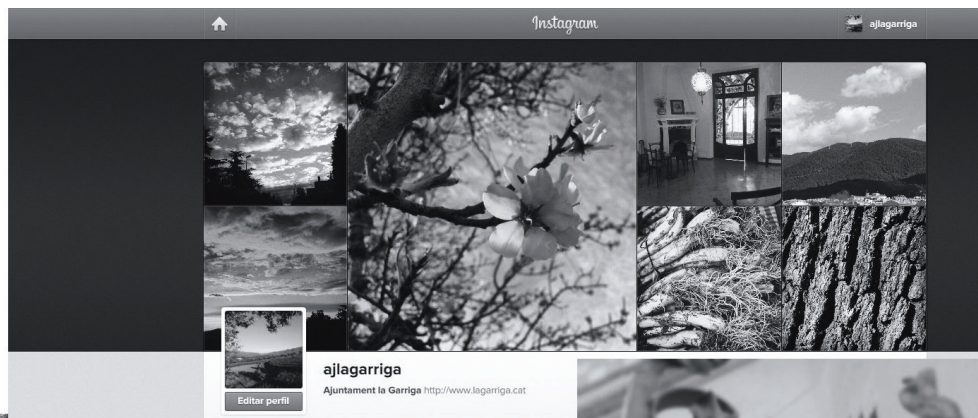 Instagram
ajlagarriga
ajlagarriga
Ajuntament la Garriga http://www.lagarriga.cat
Editar perfil